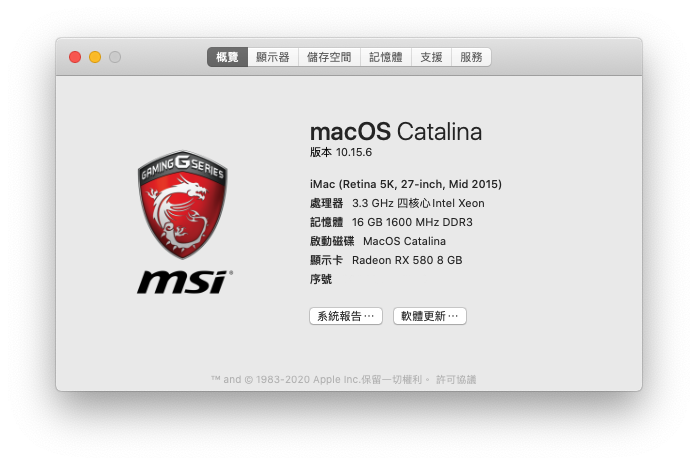 概覽 顯示器 儲存空間 記憶體 支援 服務
GAMING G SERIES
msi
macOS Catalina
版本 10.15.6
iMac (Retina 5K, 27-inch, Mid 2015)
處理器 3.3 GHz 四核心 Intel Xeon
記憶體 16 GB 1600 MHz DDR3
啟動磁碟 MacOS Catalina
顯示卡 Radeon RX 580 8 GB
序號
系統報告⋯ 軟體更新⋯
™ and © 1983-2020 Apple Inc.保留一切權利。 許可協議